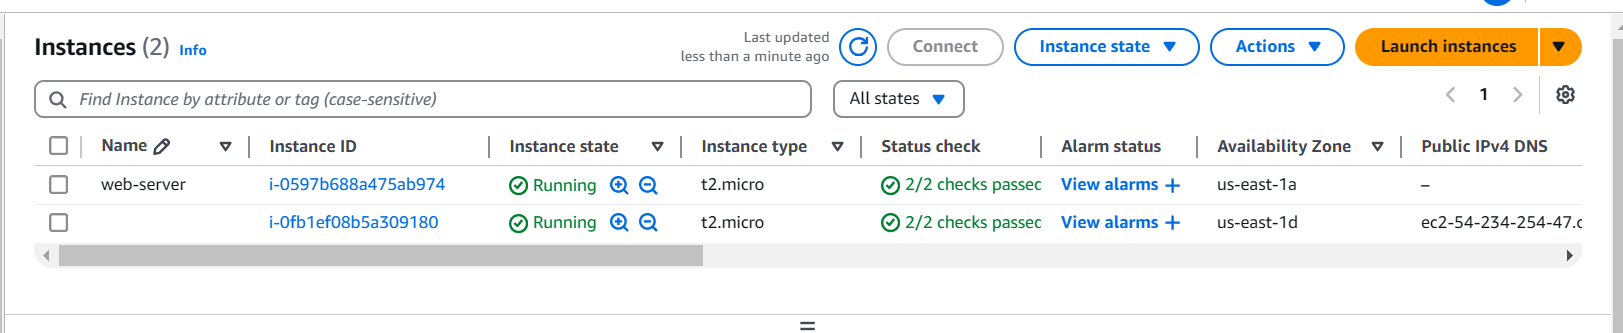 Instances (2) Info
Last updated
less than a minute ago
Connect
Instance state
Actions
Launch instances
Find Instance by attribute or tag (case-sensitive)
All states
1
Name Instance ID Instance state Instance type Status check Alarm status Availability Zone Public IPv4 DNS
web-server i-0597b688a475ab974 Running t2.micro 2/2 checks passed View alarms + us-east-1a –
i-0fb1ef08b5a309180 Running t2.micro 2/2 checks passed View alarms + us-east-1d ec2-54-234-254-47.c